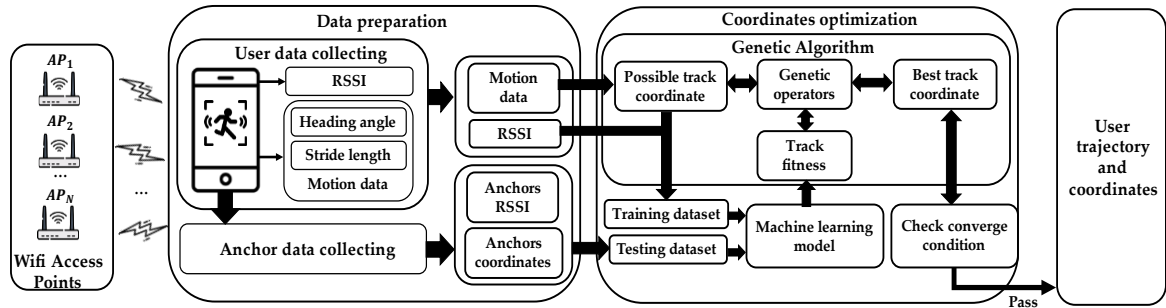 Data preparation
Coordinates optimization
AP1
AP2
...
APN
Wifi Access
Points
...
User data collecting
RSSI
Heading angle
Stride length
Motion data
Anchor data collecting
Motion
data
RSSI
Anchors
RSSI
Anchors
coordinates
Genetic Algorithm
Possible track
coordinate
Genetic
operators
Best track
coordinate
Track
fitness
Training dataset
Testing dataset
Machine learning
model
Check converge
condition
Pass
User
trajectory
and
coordinates